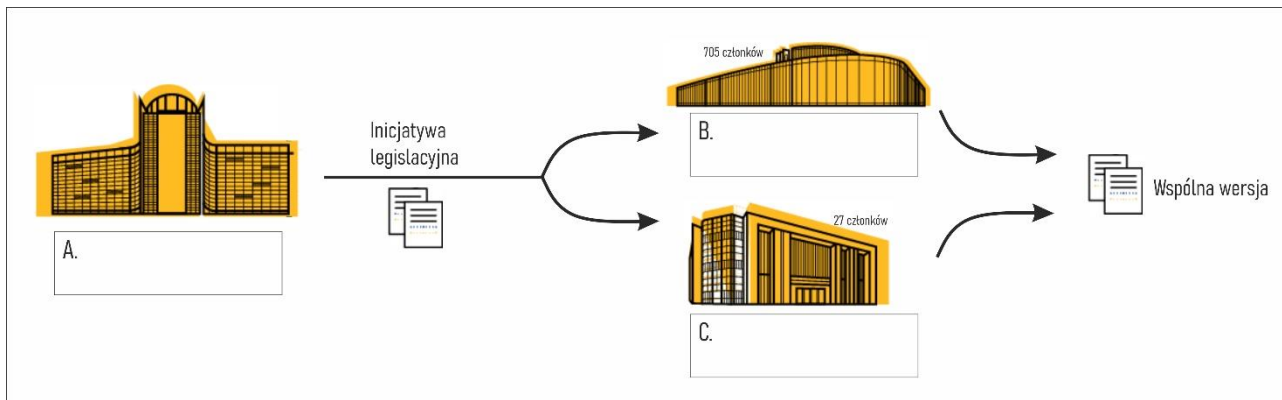 A.
Inicjatywa
legislacyjna
705 członków
B.
27 członków
C.
Wspólna wersja